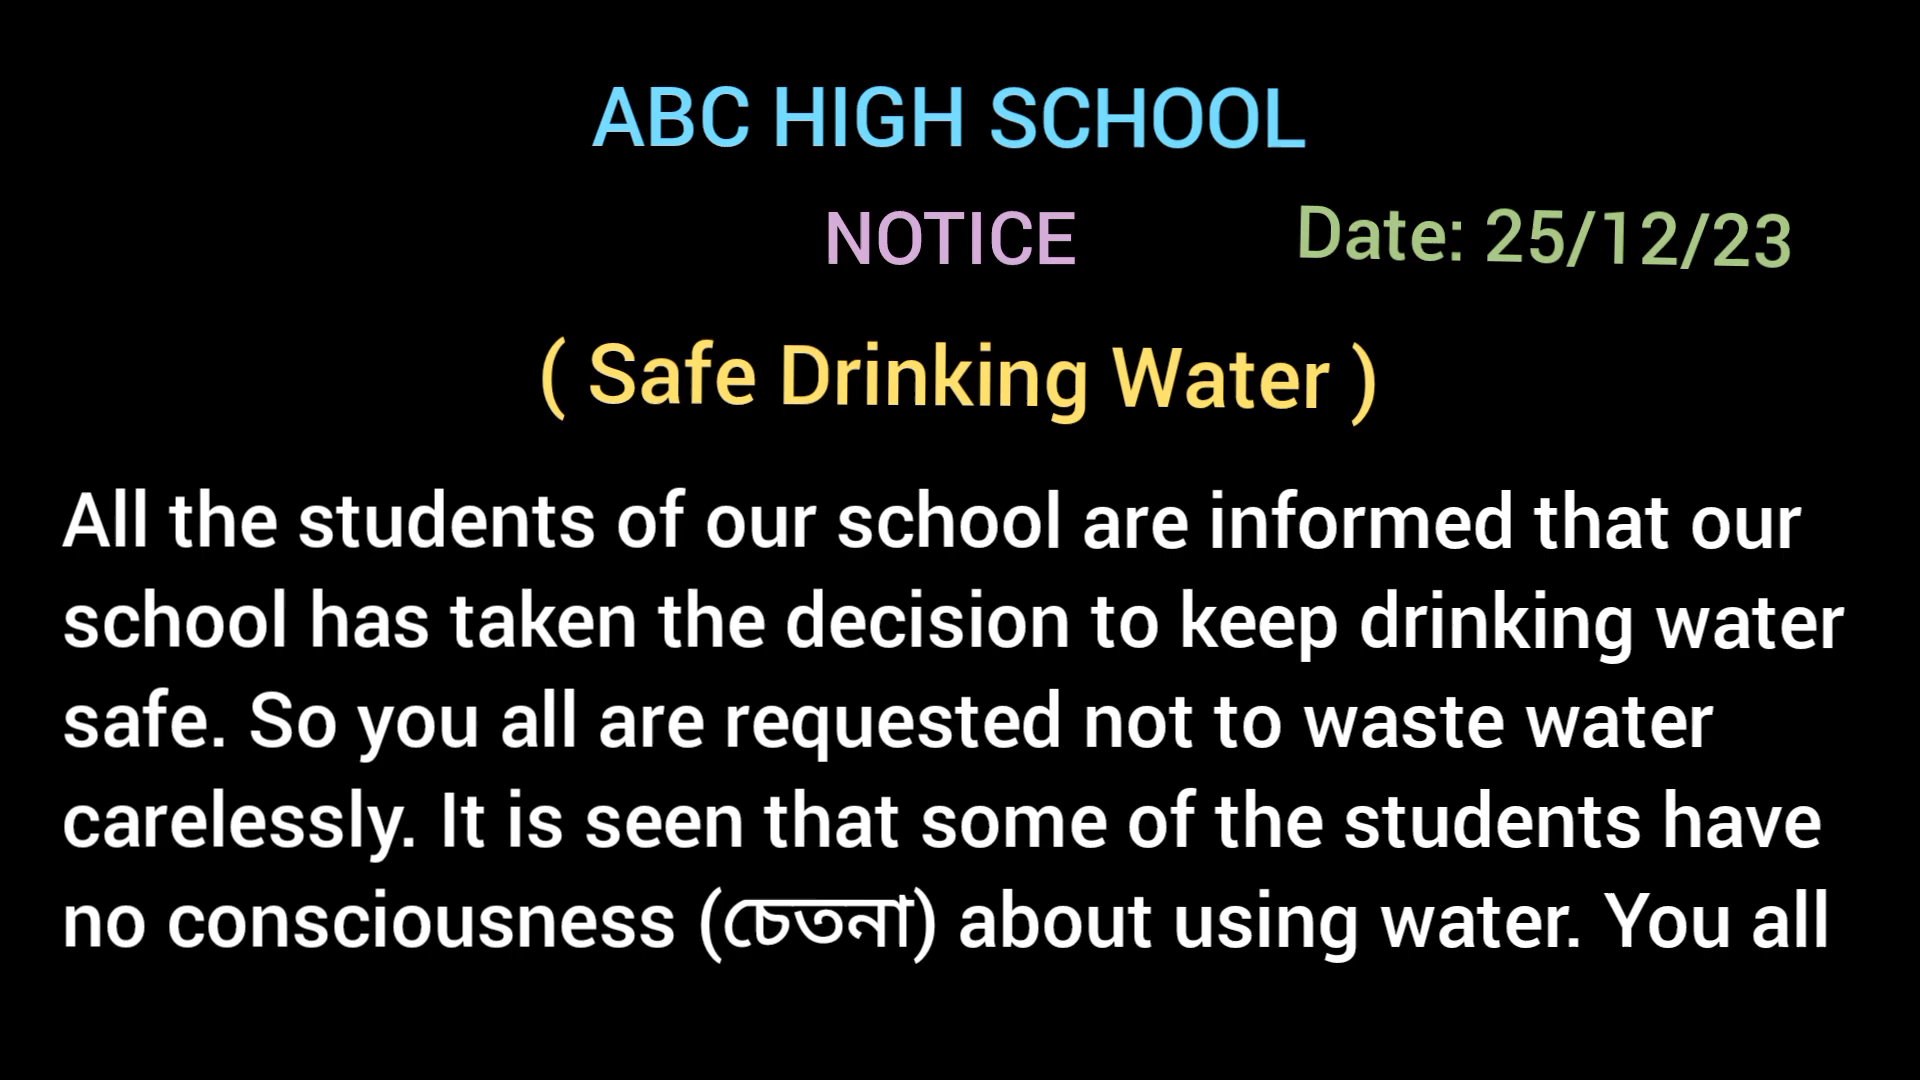 ABC HIGH SCHOOL
NOTICE Date: 25/12/23
( Safe Drinking Water )
All the students of our school are informed that our
school has taken the decision to keep drinking water
safe. So you all are requested not to waste water
carelessly. It is seen that some of the students have
no consciousness (চেতনা) about using water. You all